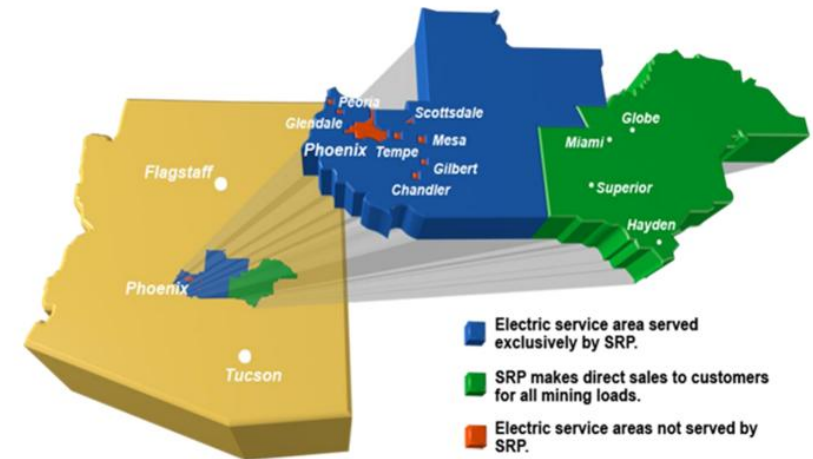 Peoria
Scottsdale
Glendale
Globe
Phoenix
Tempe
Mesa
Miami
Gilbert
Chandler
Superior
Hayden
Flagstaff
Phoenix
Tucson
Electric service area served
exclusively by SRP.
SRP makes direct sales to customers
for all mining loads.
Electric service areas not served by
SRP.